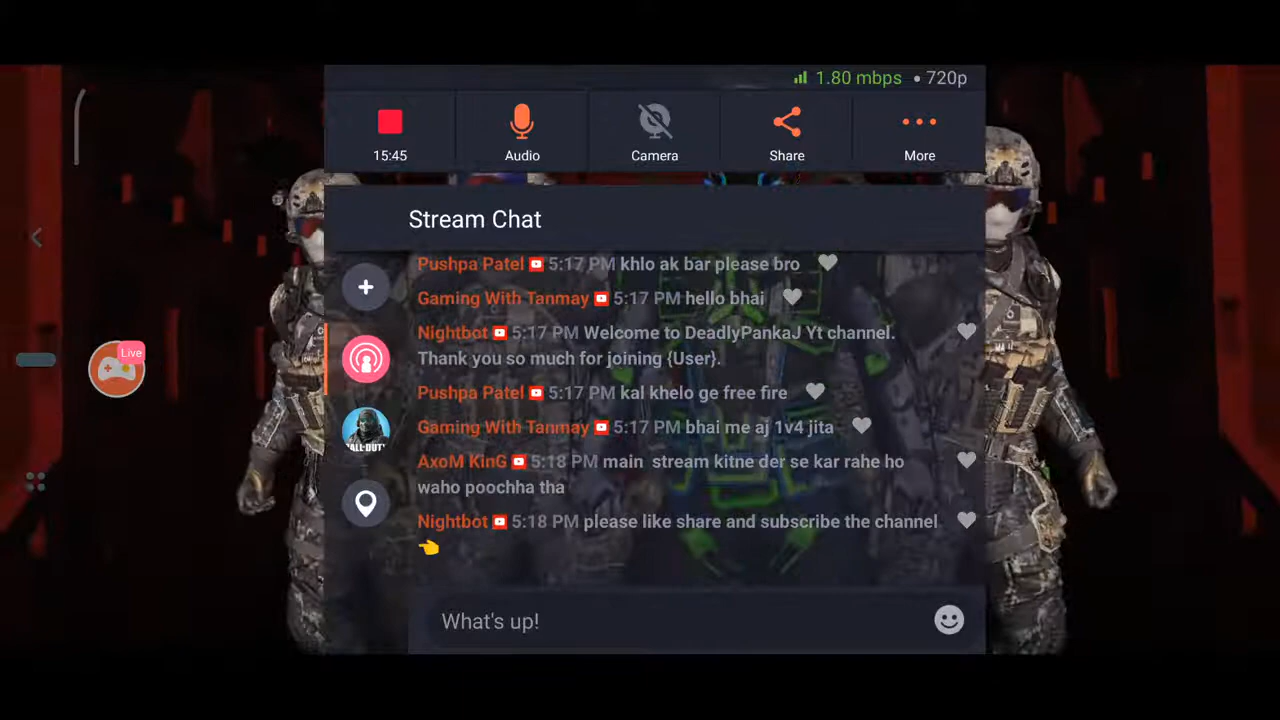 1.80 mbps • 720p
15:45 Audio Camera Share More
Stream Chat
Pushpa Patel 5:17 PM khlo ak bar please bro
Gaming With Tanmay 5:17 PM hello bhai
Nightbot 5:17 PM Welcome to DeadlyPankaJ Yt channel.
Thank you so much for joining {User}.
Pushpa Patel 5:17 PM kal khelo ge free fire
Gaming With Tanmay 5:17 PM bhai me aj 1v4 jita
AxoM KinG 5:18 PM main stream kitne der se kar rahe ho
waho poochha tha
Nightbot 5:18 PM please like share and subscribe the channel
👈
What's up!
Live